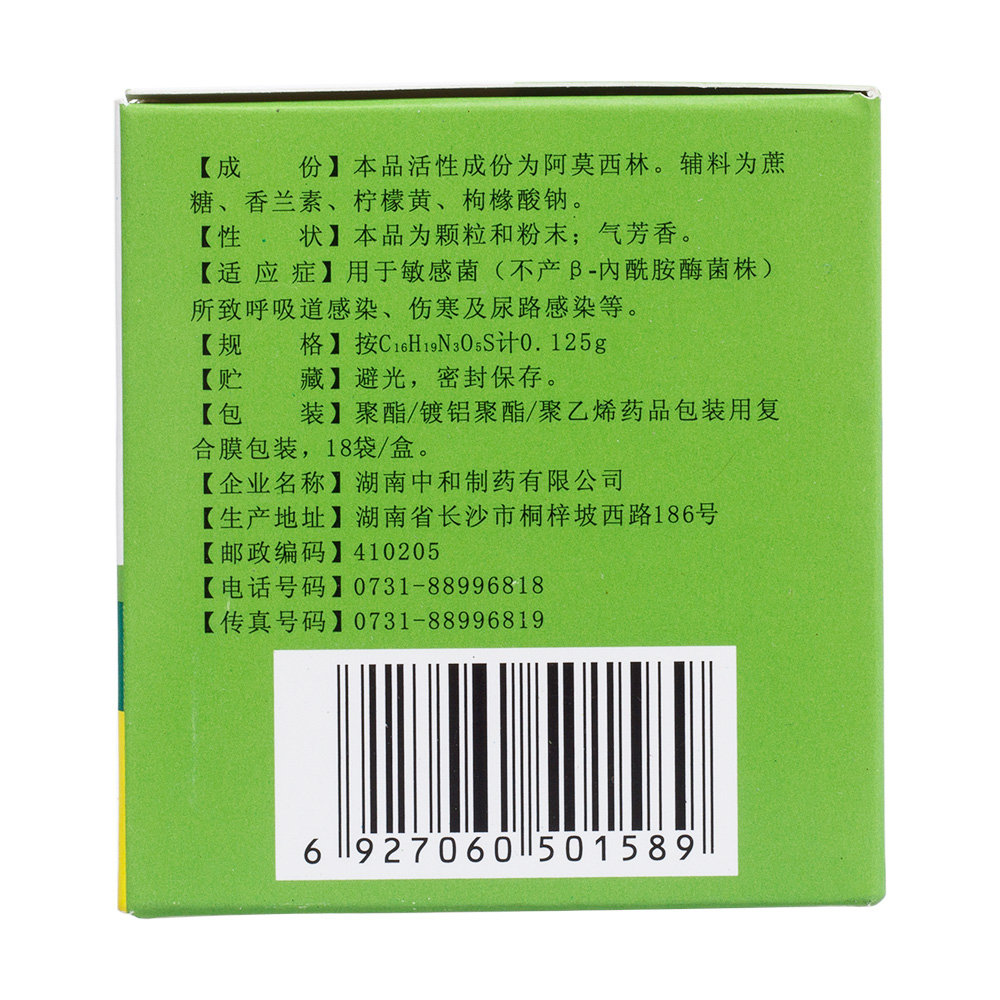 【成　　份】本品活性成份为阿莫西林。辅料为蔗
糖、香兰素、柠檬黄、枸橼酸钠。
【性　　状】本品为颗粒和粉末；气芳香。
【适 应 症】用于敏感菌（不产β-内酰胺酶菌株）
所致呼吸道感染、伤寒及尿路感染等。
【规　　格】按C₁₆H₁₉N₃O₅S计0.125g
【贮　　藏】避光，密封保存。
【包　　装】聚酯/镀铝聚酯/聚乙烯药品包装用复
合膜包装，18袋/盒。
【企业名称】湖南中和制药有限公司
【生产地址】湖南省长沙市桐梓坡西路186号
【邮政编码】410205
【电话号码】0731-88996818
【传真号码】0731-88996819
6 927060 501589